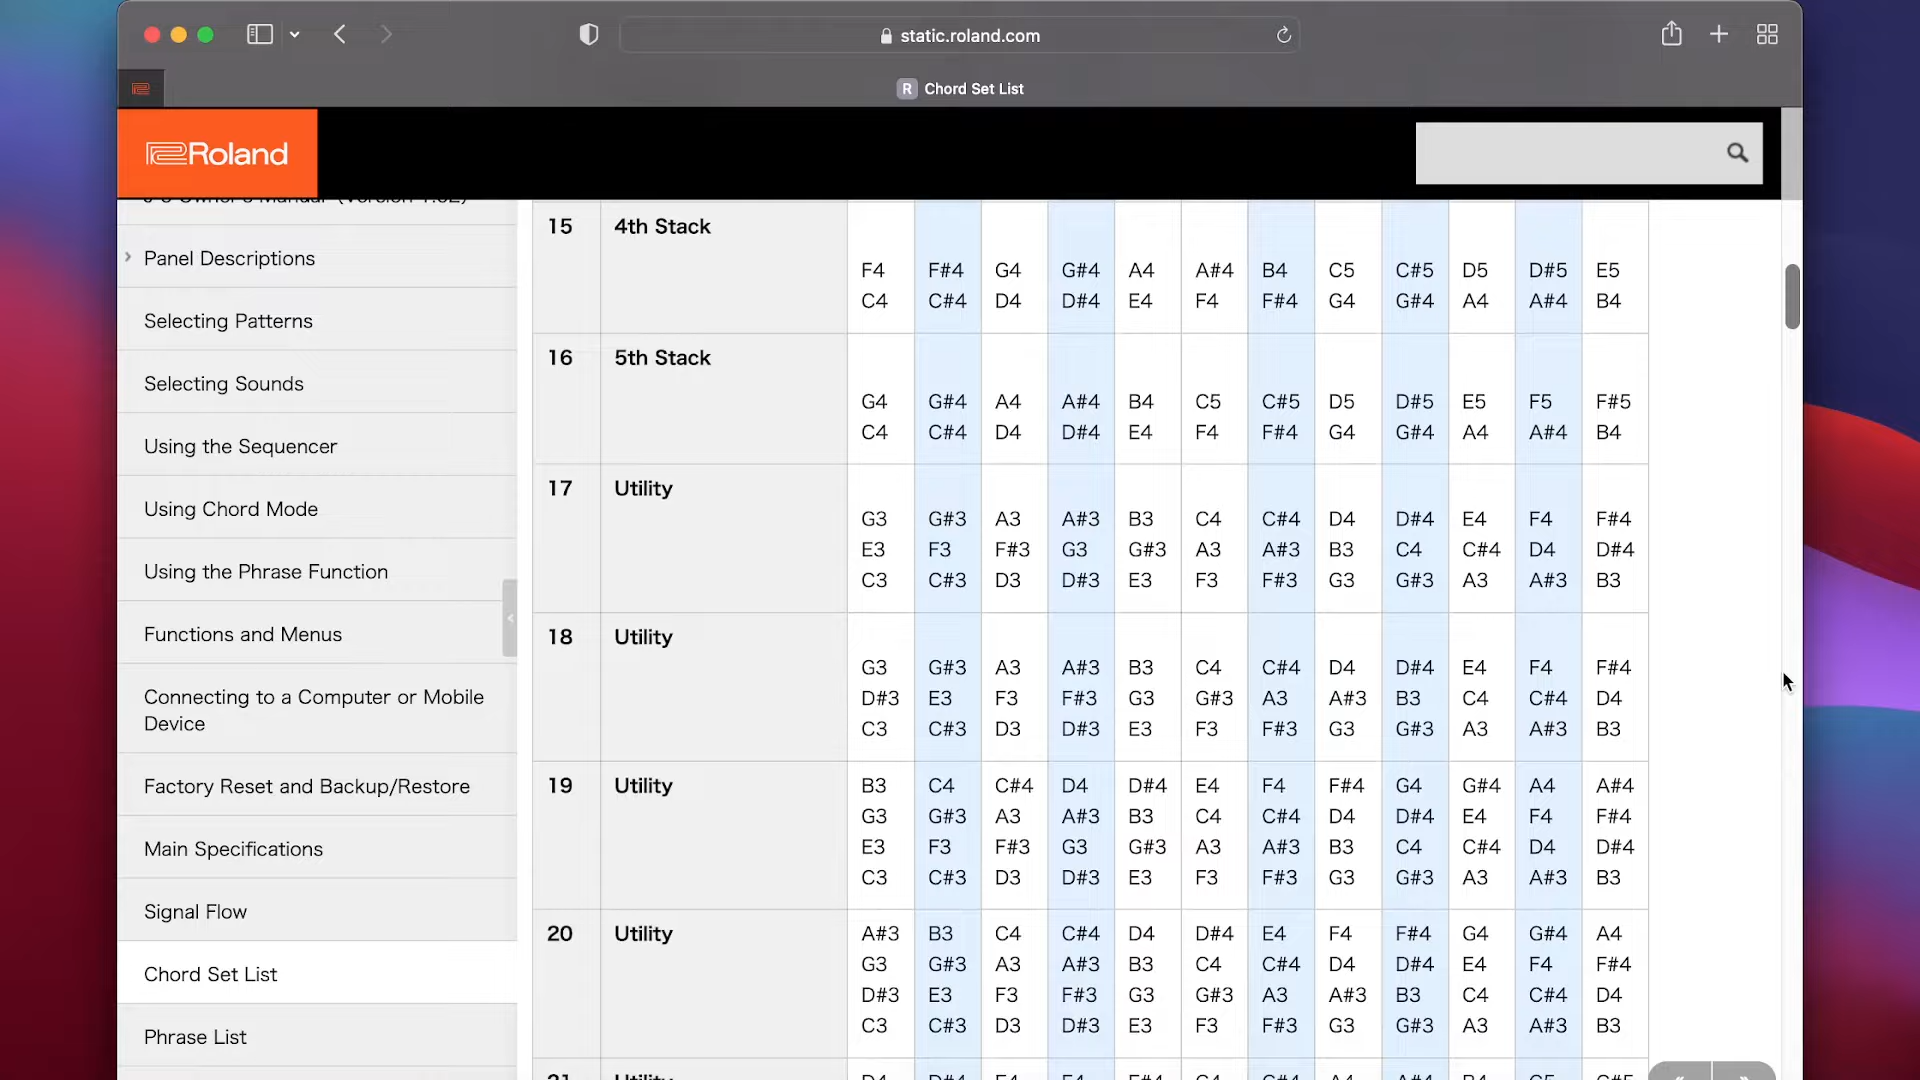 static.roland.com
R Chord Set List
Roland
Panel Descriptions
Selecting Patterns
Selecting Sounds
Using the Sequencer
Using Chord Mode
Using the Phrase Function
Functions and Menus
Connecting to a Computer or Mobile
Device
Factory Reset and Backup/Restore
Main Specifications
Signal Flow
Chord Set List
Phrase List
15 4th Stack
F4 F#4 G4 G#4 A4 A#4 B4 C5 C#5 D5 D#5 E5
C4 C#4 D4 D#4 E4 F4 F#4 G4 G#4 A4 A#4 B4
16 5th Stack
G4 G#4 A4 A#4 B4 C5 C#5 D5 D#5 E5 F5 F#5
C4 C#4 D4 D#4 E4 F4 F#4 G4 G#4 A4 A#4 B4
17 Utility
G3 G#3 A3 A#3 B3 C4 C#4 D4 D#4 E4 F4 F#4
E3 F3 F#3 G3 G#3 A3 A#3 B3 C4 C#4 D4 D#4
C3 C#3 D3 D#3 E3 F3 F#3 G3 G#3 A3 A#3 B3
18 Utility
G3 G#3 A3 A#3 B3 C4 C#4 D4 D#4 E4 F4 F#4
D#3 E3 F3 F#3 G3 G#3 A3 A#3 B3 C4 C#4 D4
C3 C#3 D3 D#3 E3 F3 F#3 G3 G#3 A3 A#3 B3
19 Utility B3 C4 C#4 D4 D#4 E4 F4 F#4 G4 G#4 A4 A#4
G3 G#3 A3 A#3 B3 C4 C#4 D4 D#4 E4 F4 F#4
E3 F3 F#3 G3 G#3 A3 A#3 B3 C4 C#4 D4 D#4
C3 C#3 D3 D#3 E3 F3 F#3 G3 G#3 A3 A#3 B3
20 Utility A#3 B3 C4 C#4 D4 D#4 E4 F4 F#4 G4 G#4 A4
G3 G#3 A3 A#3 B3 C4 C#4 D4 D#4 E4 F4 F#4
D#3 E3 F3 F#3 G3 G#3 A3 A#3 B3 C4 C#4 D4
C3 C#3 D3 D#3 E3 F3 F#3 G3 G#3 A3 A#3 B3